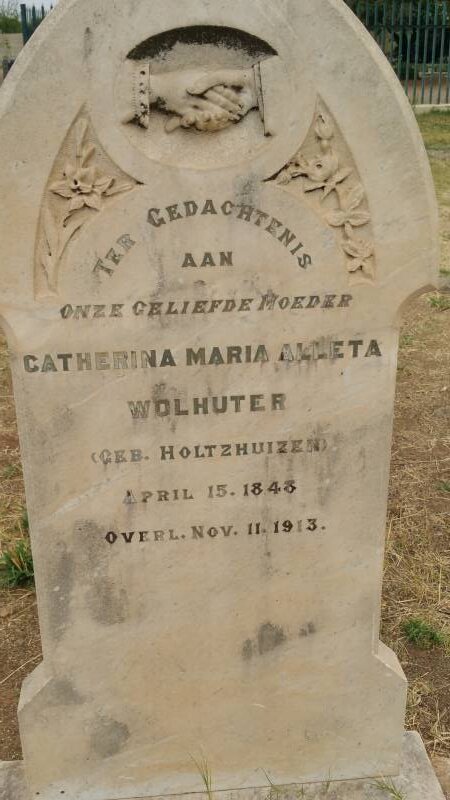 TER GEDACHTENIS
AAN
ONZE GELIEFDE MOEDER
CATHERINA MARIA ALLETA
WOLHUTER
(GEB. HOLTZHUIZEN)
APRIL 15. 1848
OVERL. NOV. 11. 1913.